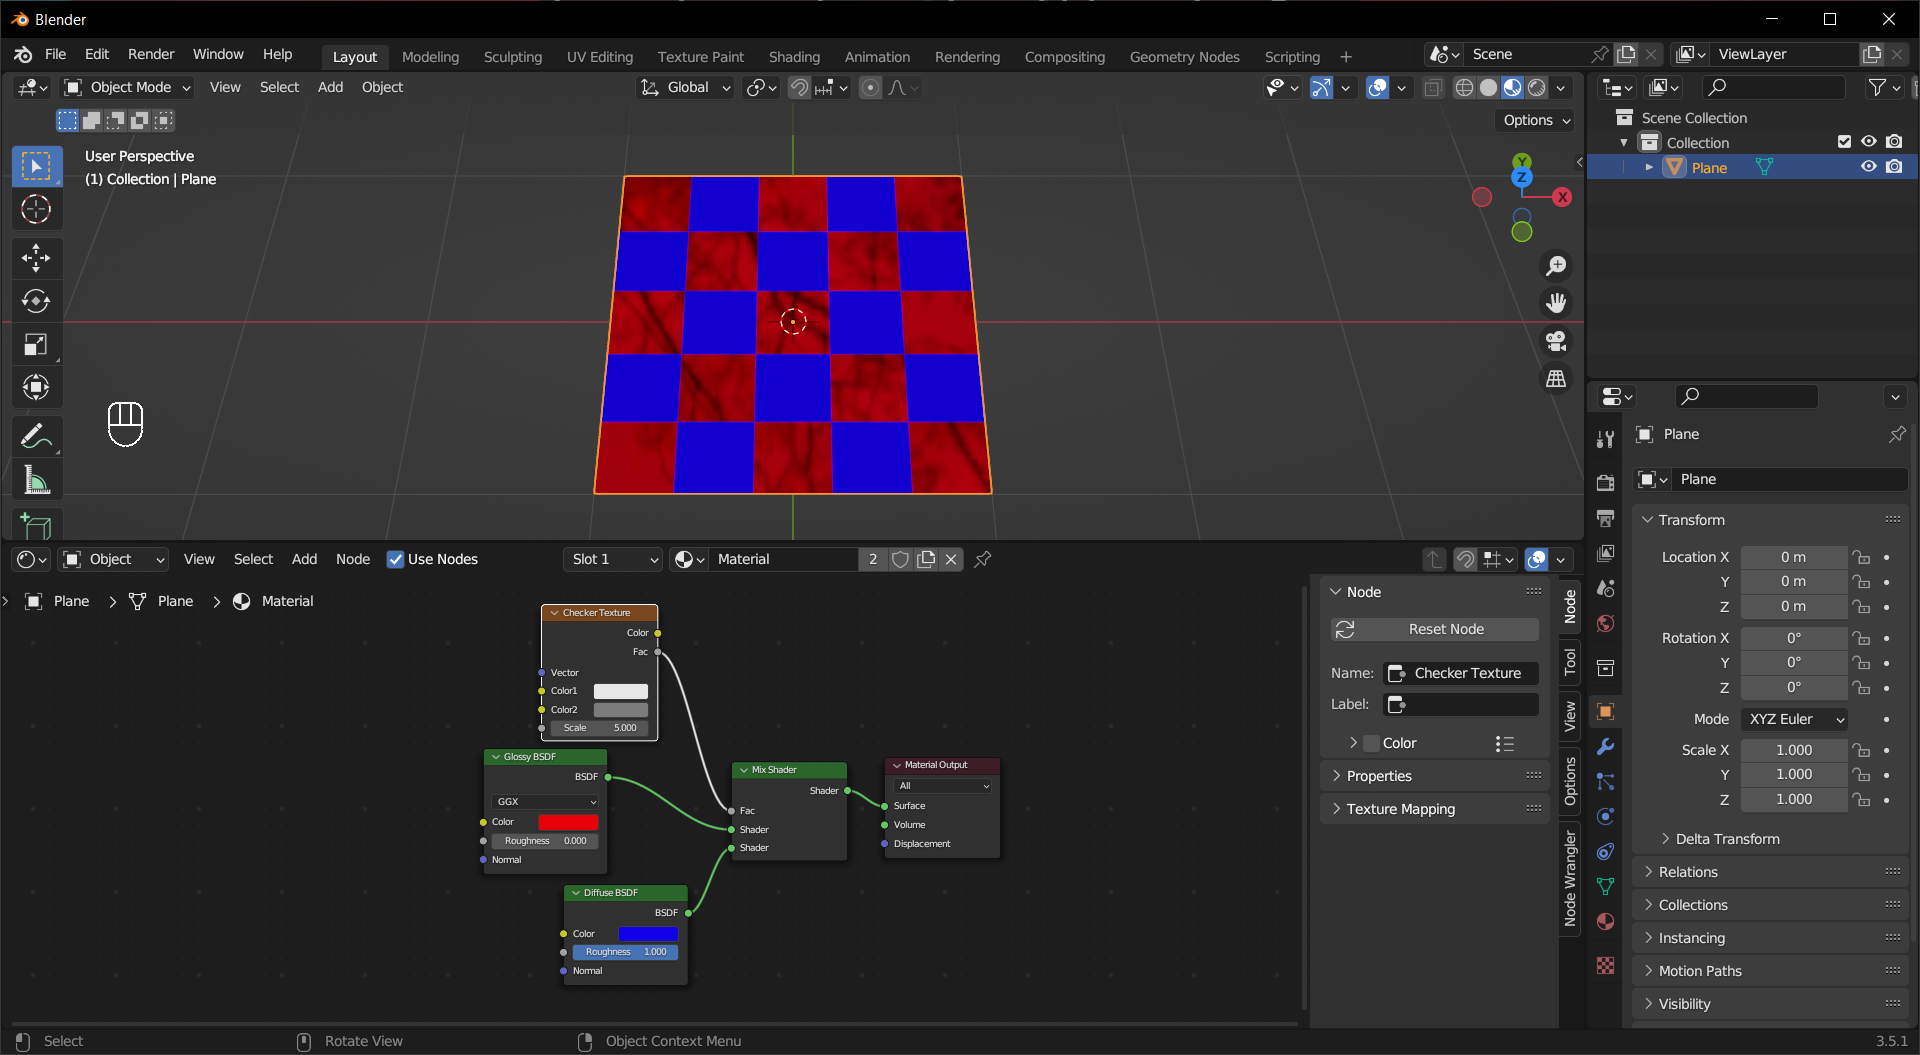 Blender
File Edit Render Window Help Layout Modeling Sculpting UV Editing Texture Paint Shading Animation Rendering Compositing Geometry Nodes Scripting + Scene ViewLayer
Object Mode View Select Add Object Global
Options
User Perspective
(1) Collection | Plane
Y
Z
X
Scene Collection
Collection
Plane
Plane
Plane
Transform
Location X 0 m
Y 0 m
Z 0 m
Rotation X 0°
Y 0°
Z 0°
Mode XYZ Euler
Scale X 1.000
Y 1.000
Z 1.000
Delta Transform
Relations
Collections
Instancing
Motion Paths
Visibility
Object View Select Add Node Use Nodes Slot 1 Material 2
Plane > Plane > Material
Checker Texture
Color
Fac
Vector
Color1
Color2
Scale 5.000
Glossy BSDF
BSDF
GGX
Color
Roughness 0.000
Normal
Diffuse BSDF
BSDF
Color
Roughness 1.000
Normal
Mix Shader
Shader
Fac
Shader
Shader
Material Output
All
Surface
Volume
Displacement
Node
Reset Node
Name: Checker Texture
Label:
Color
Properties
Texture Mapping
Node
Tool
View
Options
Node Wrangler
Select Rotate View Object Context Menu 3.5.1